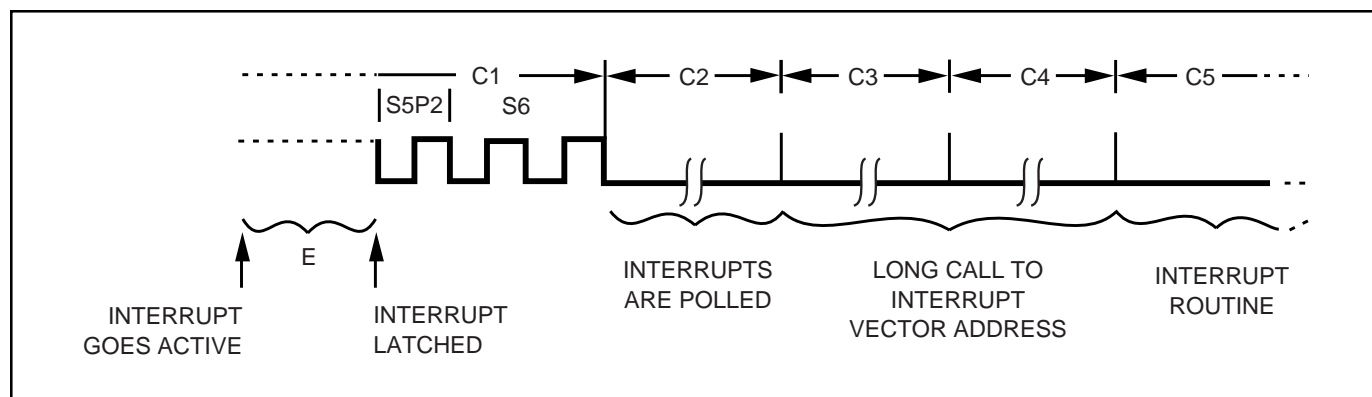 C1
C2
C3
C4
C5
S5P2
S6
E
INTERRUPT
GOES ACTIVE
INTERRUPT
LATCHED
INTERRUPTS
ARE POLLED
LONG CALL TO
INTERRUPT
VECTOR ADDRESS
INTERRUPT
ROUTINE